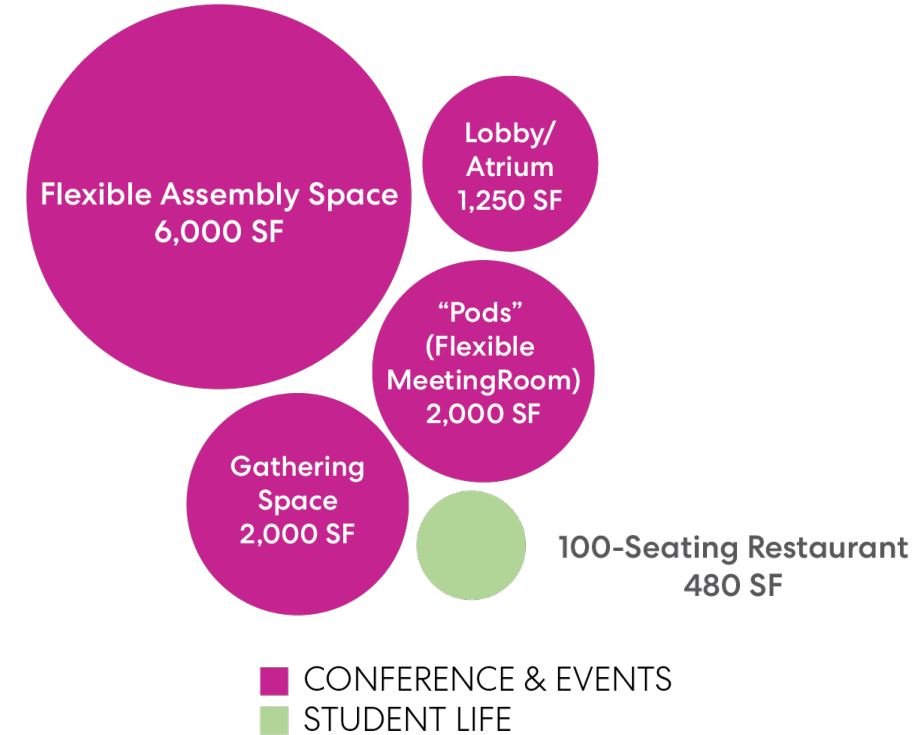 Flexible Assembly Space
6,000 SF
Lobby/
Atrium
1,250 SF
“Pods”
(Flexible
MeetingRoom)
2,000 SF
Gathering
Space
2,000 SF
100-Seating Restaurant
480 SF
CONFERENCE & EVENTS
STUDENT LIFE